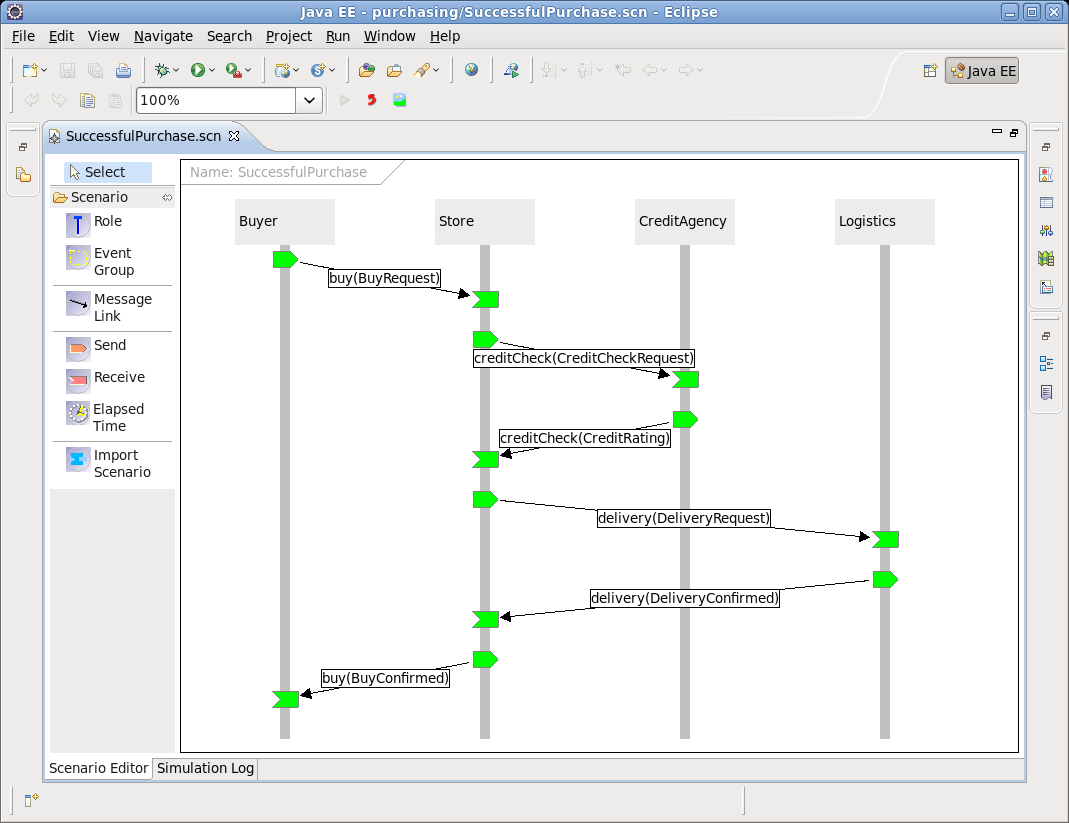 Java EE - purchasing/SuccessfulPurchase.scn - Eclipse
File Edit View Navigate Search Project Run Window Help
Java EE
100%
SuccessfulPurchase.scn
Select
Scenario
Role
Event
Group
Message
Link
Send
Receive
Elapsed
Time
Import
Scenario
Name: SuccessfulPurchase
Buyer Store CreditAgency Logistics
buy(BuyRequest)
creditCheck(CreditCheckRequest)
creditCheck(CreditRating)
delivery(DeliveryRequest)
delivery(DeliveryConfirmed)
buy(BuyConfirmed)
Scenario Editor Simulation Log